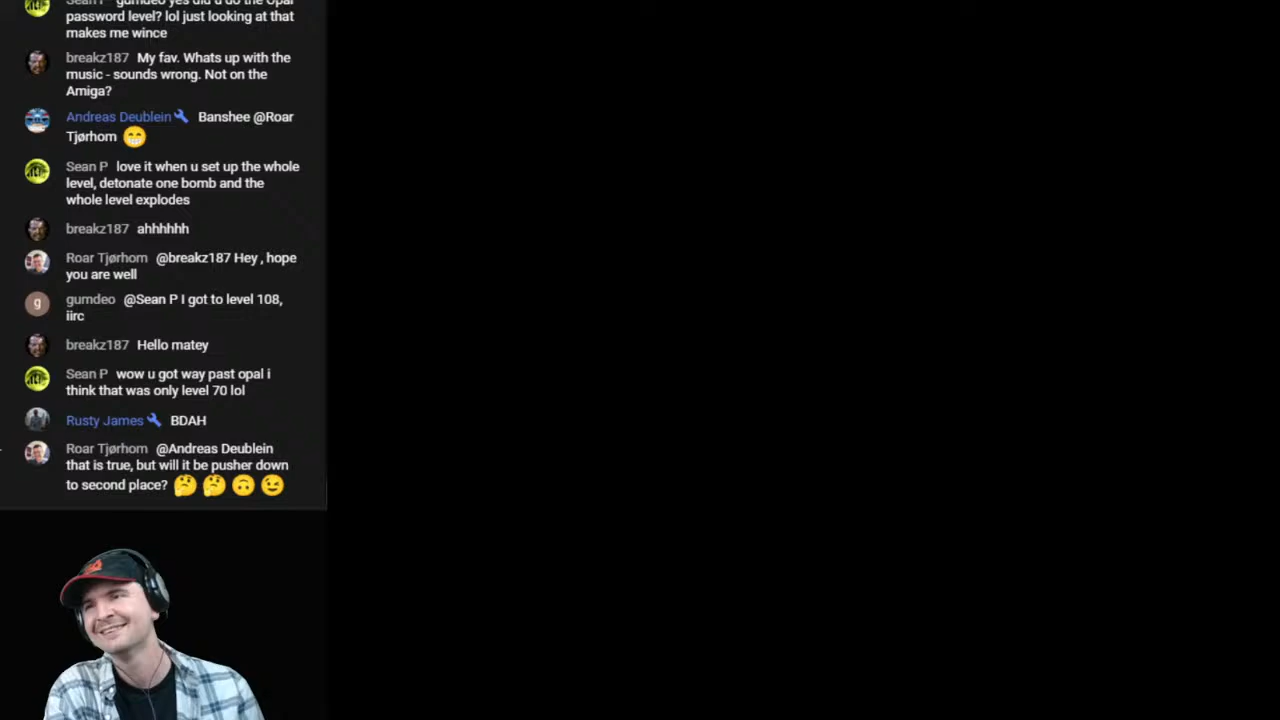 Sean P gumdeo yes did u do the Opal
password level? lol just looking at that
makes me wince
breakz187 My fav. Whats up with the
music - sounds wrong. Not on the
Amiga?
Andreas Deublein Banshee @Roar
Tjørhom 😁
Sean P love it when u set up the whole
level, detonate one bomb and the
whole level explodes
breakz187 ahhhhhh
Roar Tjørhom @breakz187 Hey , hope
you are well
g
gumdeo @Sean P I got to level 108,
iirc
breakz187 Hello matey
Sean P wow u got way past opal i
think that was only level 70 lol
Rusty James BDAH
Roar Tjørhom @Andreas Deublein
that is true, but will it be pusher down
to second place? 🤔 🤔 🙃 😉